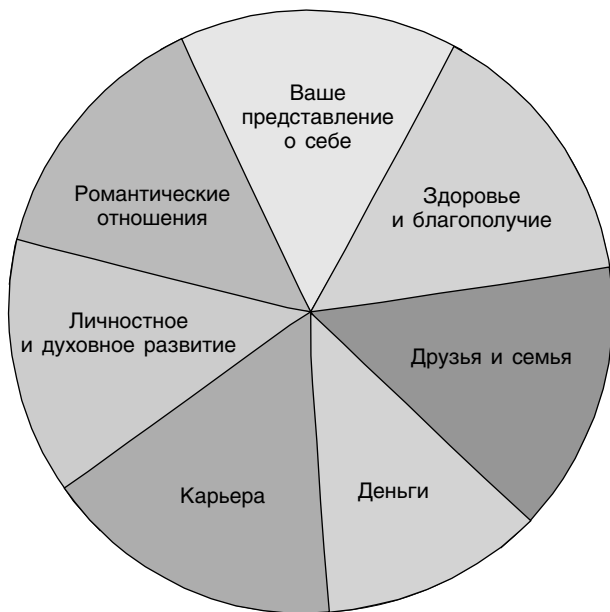 Ваше
представление
о себе
Здоровье
и благополучие
Друзья и семья
Деньги
Карьера
Личностное
и духовное развитие
Романтические
отношения